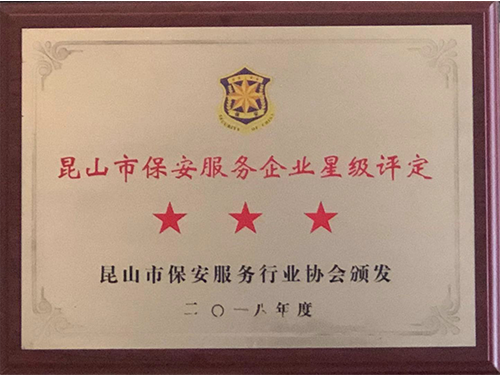 昆山市保安服务企业星级评定
昆山市保安服务行业协会颁发
二〇一八年度